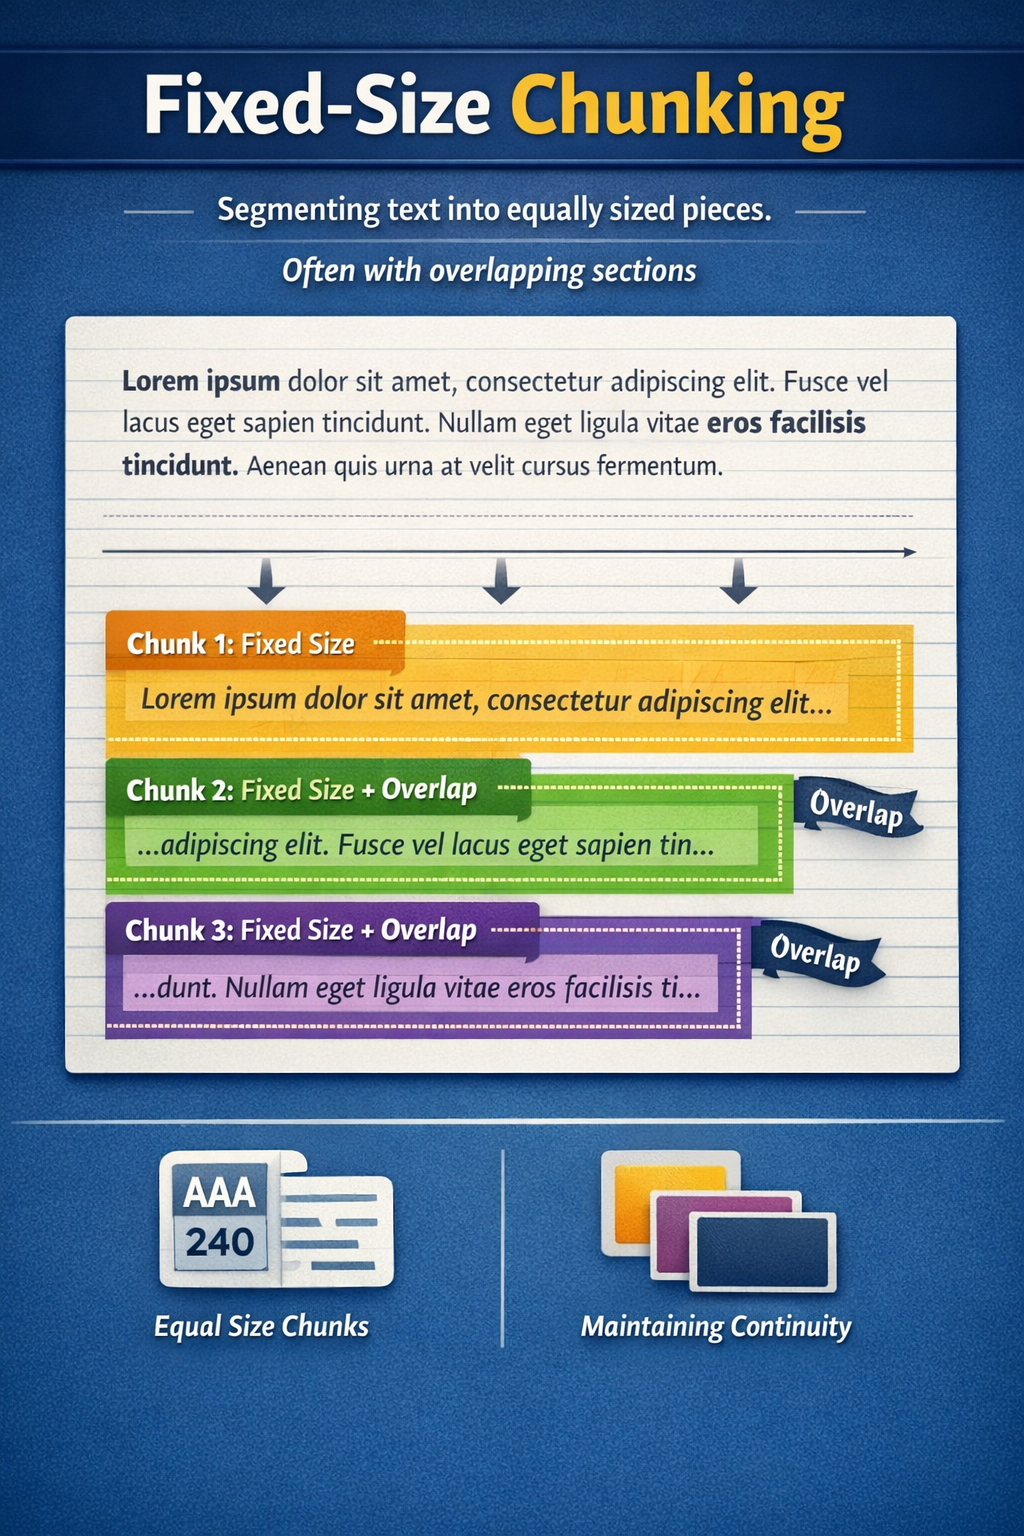 Fixed-Size Chunking
Segmenting text into equally sized pieces.
Often with overlapping sections
Lorem ipsum dolor sit amet, consectetur adipiscing elit. Fusce vel
lacus eget sapien tincidunt. Nullam eget ligula vitae eros facilisis
tincidunt. Aenean quis urna at velit cursus fermentum.
Chunk 1: Fixed Size
Lorem ipsum dolor sit amet, consectetur adipiscing elit...
Chunk 2: Fixed Size + Overlap
Overlap
...adipiscing elit. Fusce vel lacus eget sapien tin...
Chunk 3: Fixed Size + Overlap
Overlap
...dunt. Nullam eget ligula vitae eros facilisis ti...
AAA
240
Equal Size Chunks
Maintaining Continuity